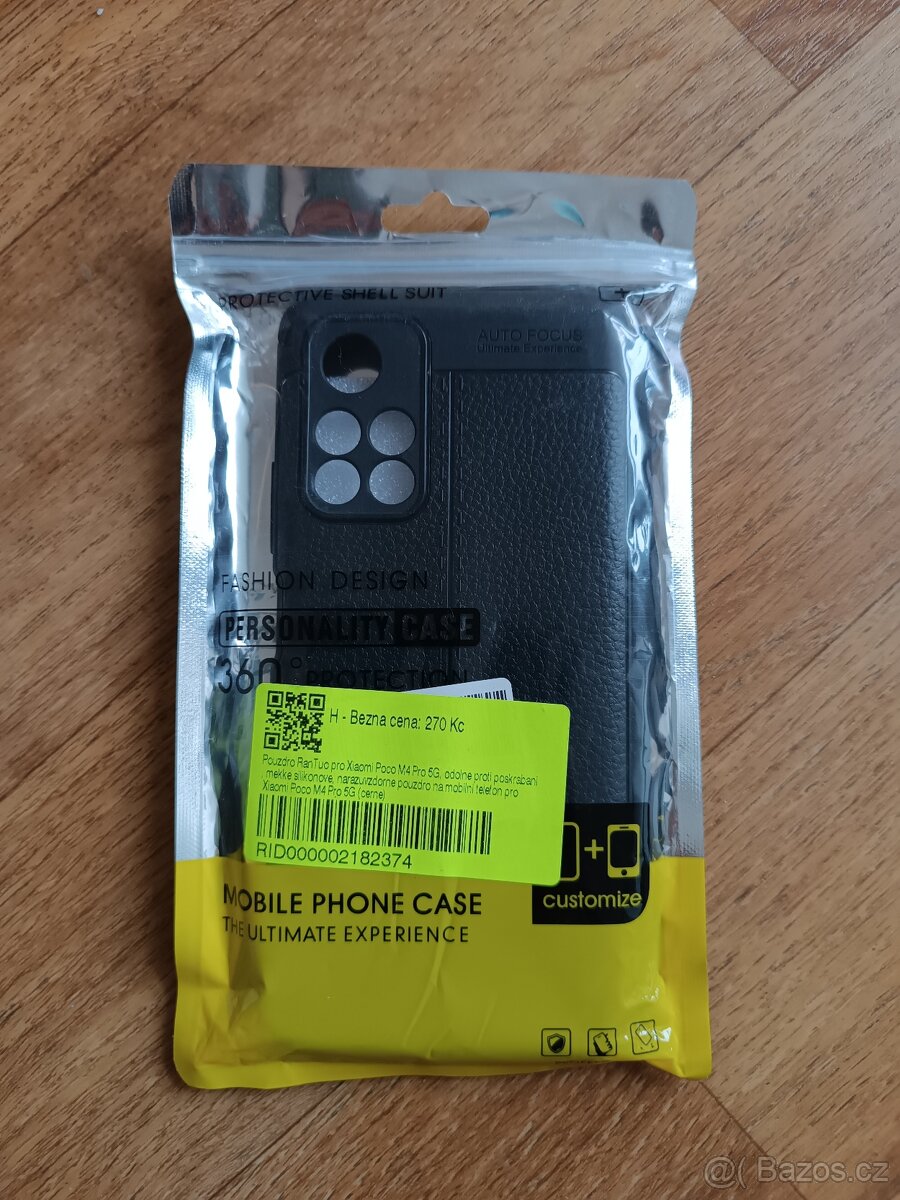 PROTECTIVE SHELL SUIT
AUTO FOCUS
Ultimate Experience
FASHION DESIGN
PERSONALITY CASE
360° PROTECTION
H - Bezna cena: 270 Kc
Pouzdro RanTuo pro Xiaomi Poco M4 Pro 5G, odolne proti poskrabani
, mekke silikonove, narazuvzdorne pouzdro na mobilni telefon pro
Xiaomi Poco M4 Pro 5G (cerne)
RID000002182374
+
customize
MOBILE PHONE CASE
THE ULTIMATE EXPERIENCE
@( Bazos.cz